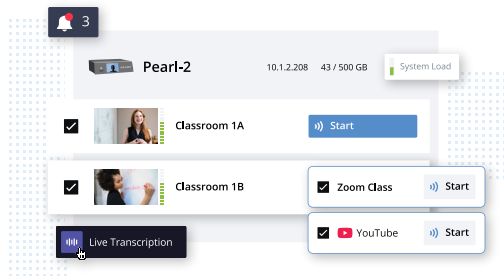 3
Pearl-2 10.1.2.208 43 / 500 GB System Load
Classroom 1A Start
Classroom 1B Zoom Class Start
YouTube Start
Live Transcription